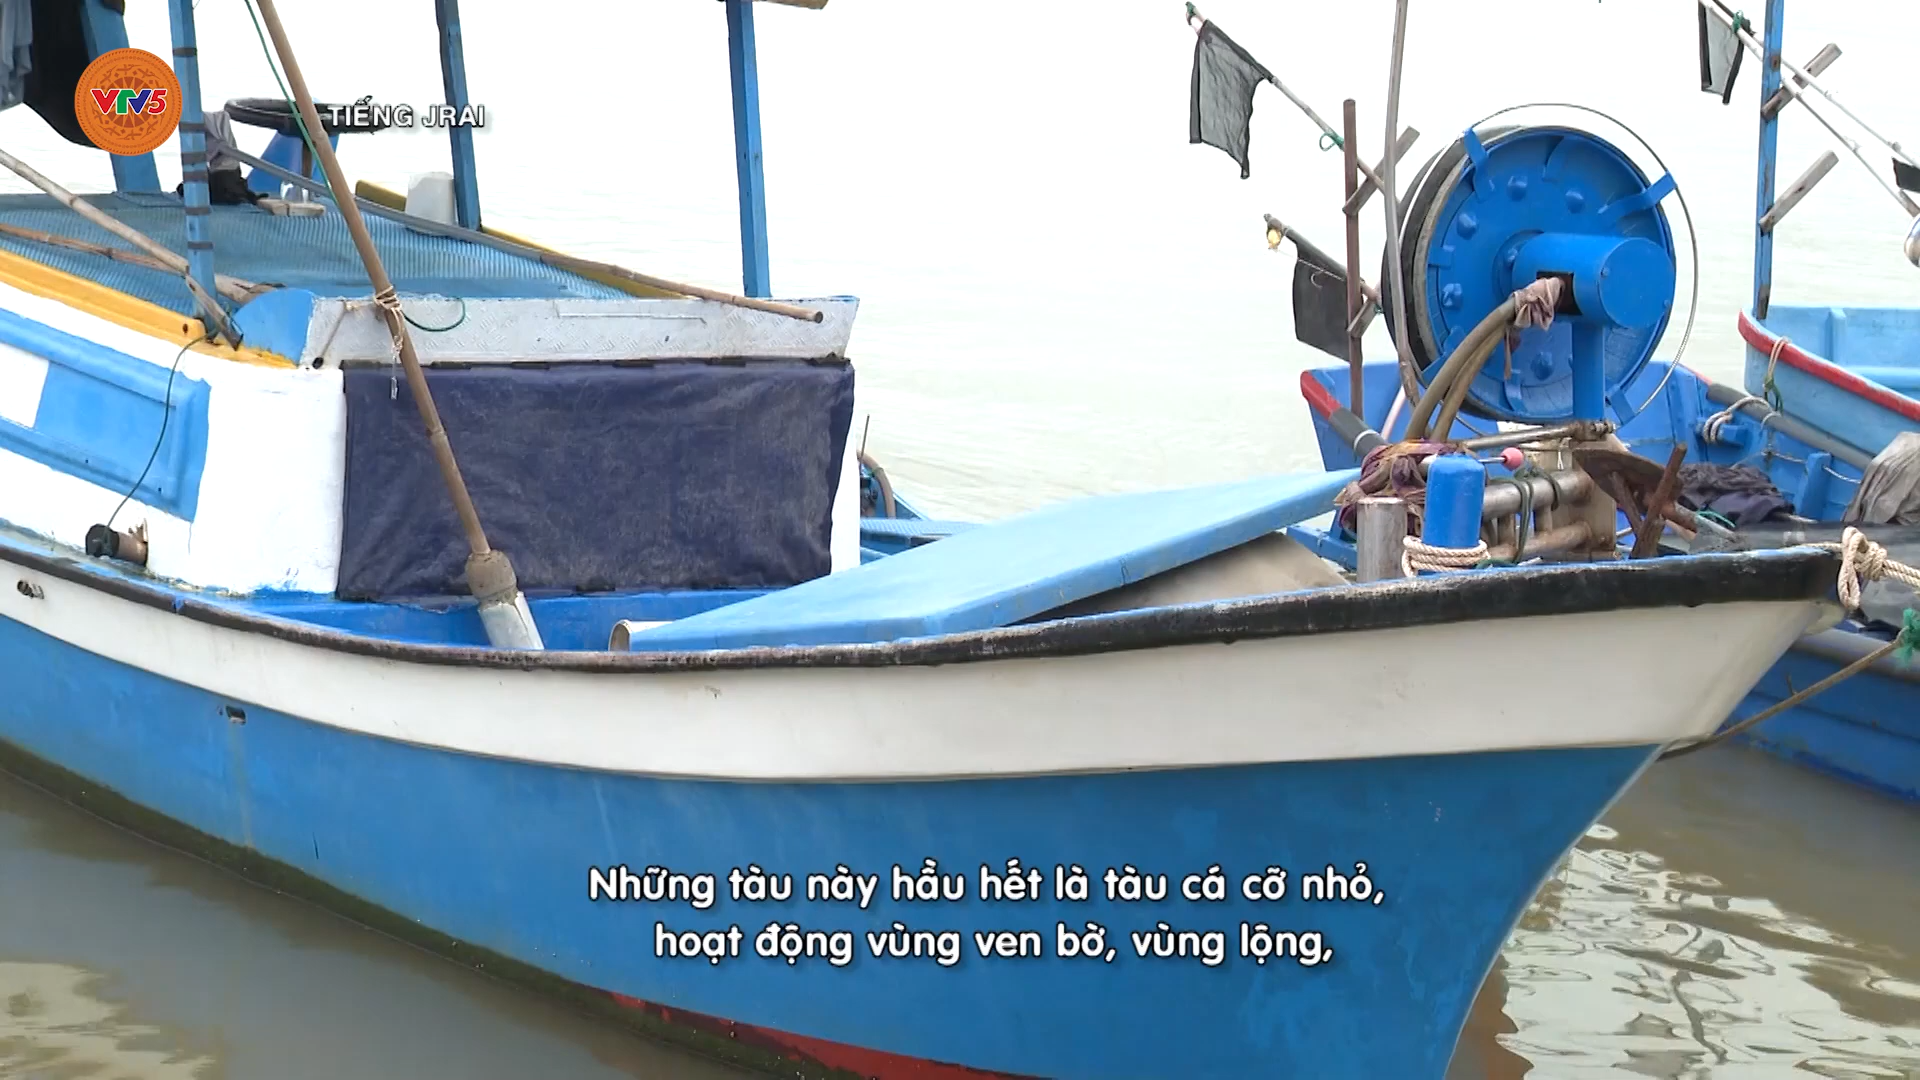 VTV5
TIẾNG JRAI
Những tàu này hầu hết là tàu cá cỡ nhỏ,
hoạt động vùng ven bờ, vùng lộng,